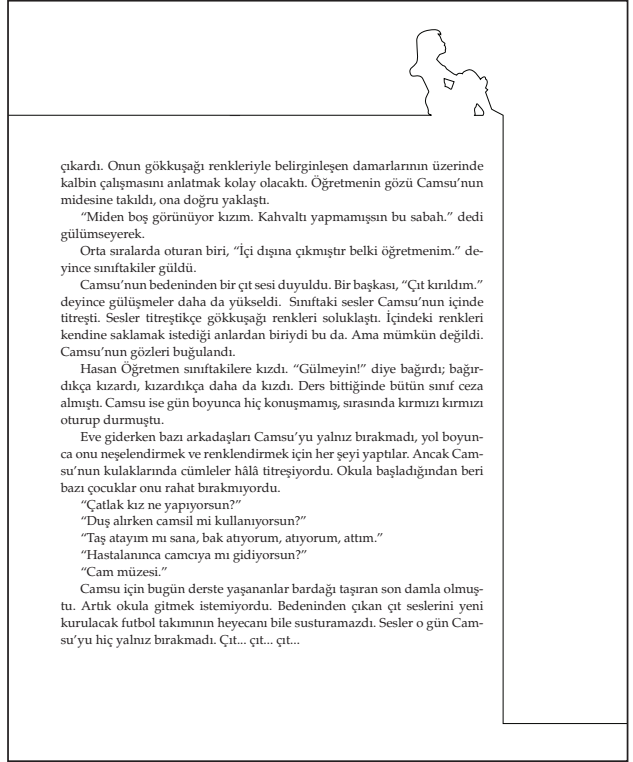 çıkardı. Onun gökkuşağı renkleriyle belirginleşen damarlarının üzerinde
kalbin çalışmasını anlatmak kolay olacaktı. Öğretmenin gözü Camsu’nun
midesine takıldı, ona doğru yaklaştı.
“Miden boş görünüyor kızım. Kahvaltı yapmamışsın bu sabah.” dedi
gülümseyerek.
Orta sıralarda oturan biri, “İçi dışına çıkmıştır belki öğretmenim.” de-
yince sınıftakiler güldü.
Camsu’nun bedeninden bir çıt sesi duyuldu. Bir başkası, “Çıt kırıldım.”
deyince gülüşmeler daha da yükseldi. Sınıftaki sesler Camsu’nun içinde
titreşti. Sesler titreştikçe gökkuşağı renkleri soluklaştı. İçindeki renkleri
kendine saklamak istediği anlardan biriydi bu da. Ama mümkün değildi.
Camsu’nun gözleri buğulandı.
Hasan Öğretmen sınıftakilere kızdı. “Gülmeyin!” diye bağırdı; bağır-
dıkça kızardı, kızardıkça daha da kızdı. Ders bittiğinde bütün sınıf ceza
almıştı. Camsu ise gün boyunca hiç konuşmamış, sırasında kırmızı kırmızı
oturup durmuştu.
Eve giderken bazı arkadaşları Camsu’yu yalnız bırakmadı, yol boyun-
ca onu neşelendirmek ve renklendirmek için her şeyi yaptılar. Ancak Cam-
su’nun kulaklarında cümleler hâlâ titreşiyordu. Okula başladığından beri
bazı çocuklar onu rahat bırakmıyordu.
“Çatlak kız ne yapıyorsun?”
“Duş alırken camsil mi kullanıyorsun?”
“Taş atayım mı sana, bak atıyorum, atıyorum, attım.”
“Hastalanınca camcıya mı gidiyorsun?”
“Cam müzesi.”
Camsu için bugün derste yaşananlar bardağı taşıran son damla olmuş-
tu. Artık okula gitmek istemiyordu. Bedeninden çıkan çıt seslerini yeni
kurulacak futbol takımının heyecanı bile susturamazdı. Sesler o gün Cam-
su’yu hiç yalnız bırakmadı. Çıt... çıt... çıt...